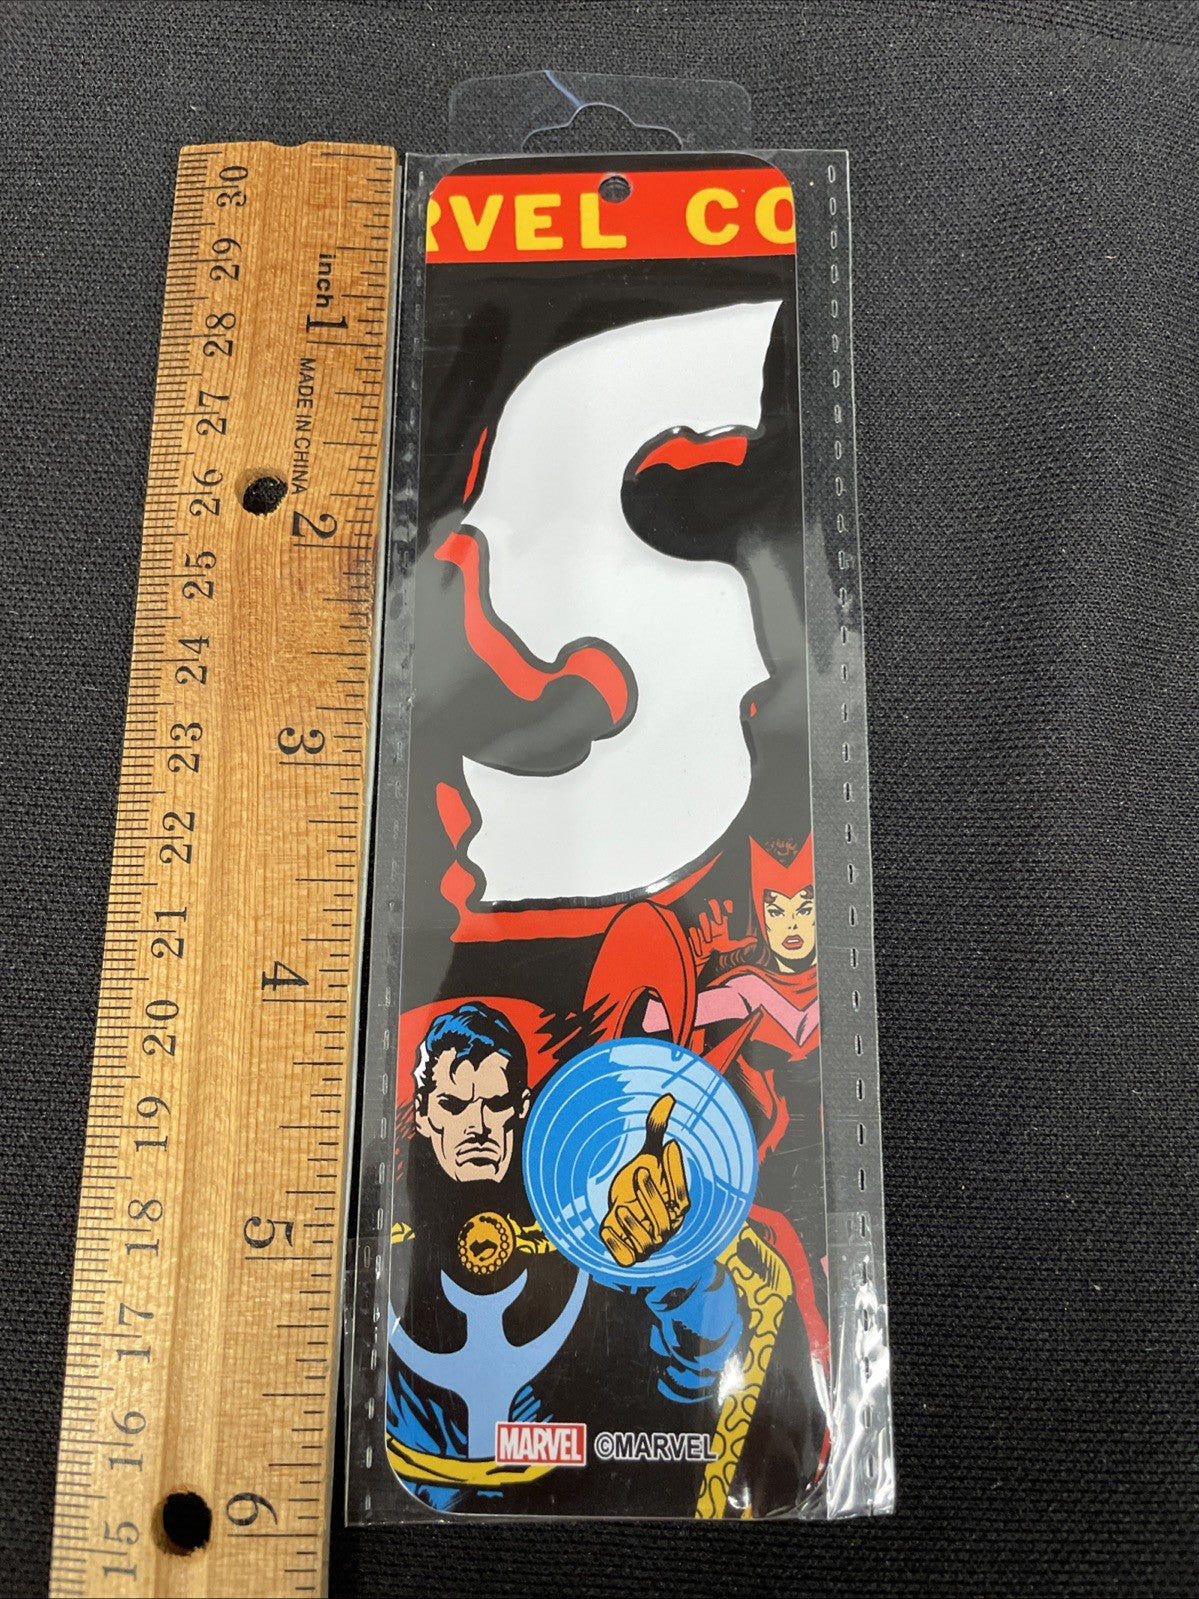 RVEL CO
S
MARVEL ©MARVEL
inch 1 2 3 4 5 6
MADE IN CHINA
30 29 28 27 26 25 24 23 22 21 20 19 18 17 16 15